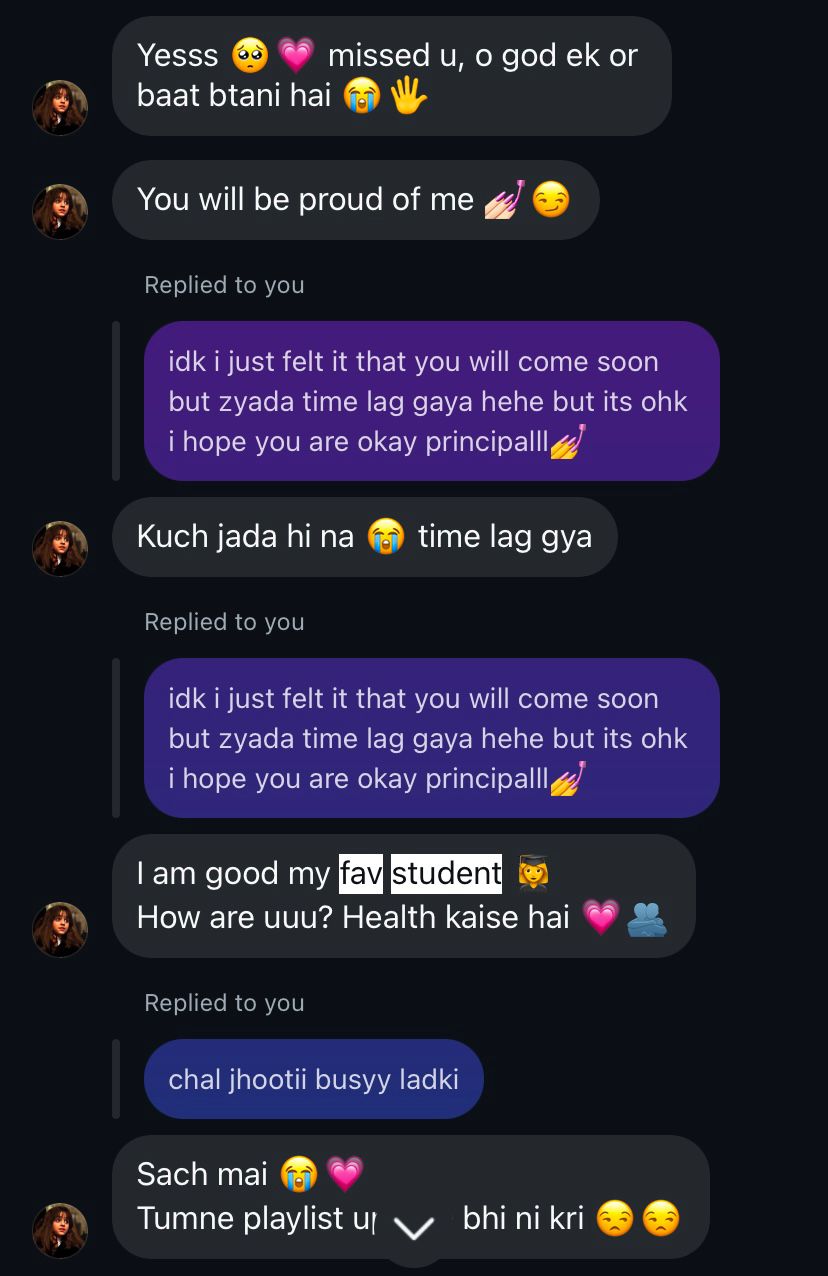 Yesss 🥺💗 missed u, o god ek or
baat btani hai 😭🖐️
You will be proud of me 💅🏻😏
Replied to you
idk i just felt it that you will come soon
but zyada time lag gaya hehe but its ohk
i hope you are okay principalll💅
Kuch jada hi na 😭 time lag gya
Replied to you
idk i just felt it that you will come soon
but zyada time lag gaya hehe but its ohk
i hope you are okay principalll💅
I am good my fav student 👩‍🎓
How are uuu? Health kaise hai 💗🫂
Replied to you
chal jhootii busyy ladki
Sach mai 😭💗
Tumne playlist bhi ni kri 😒😒